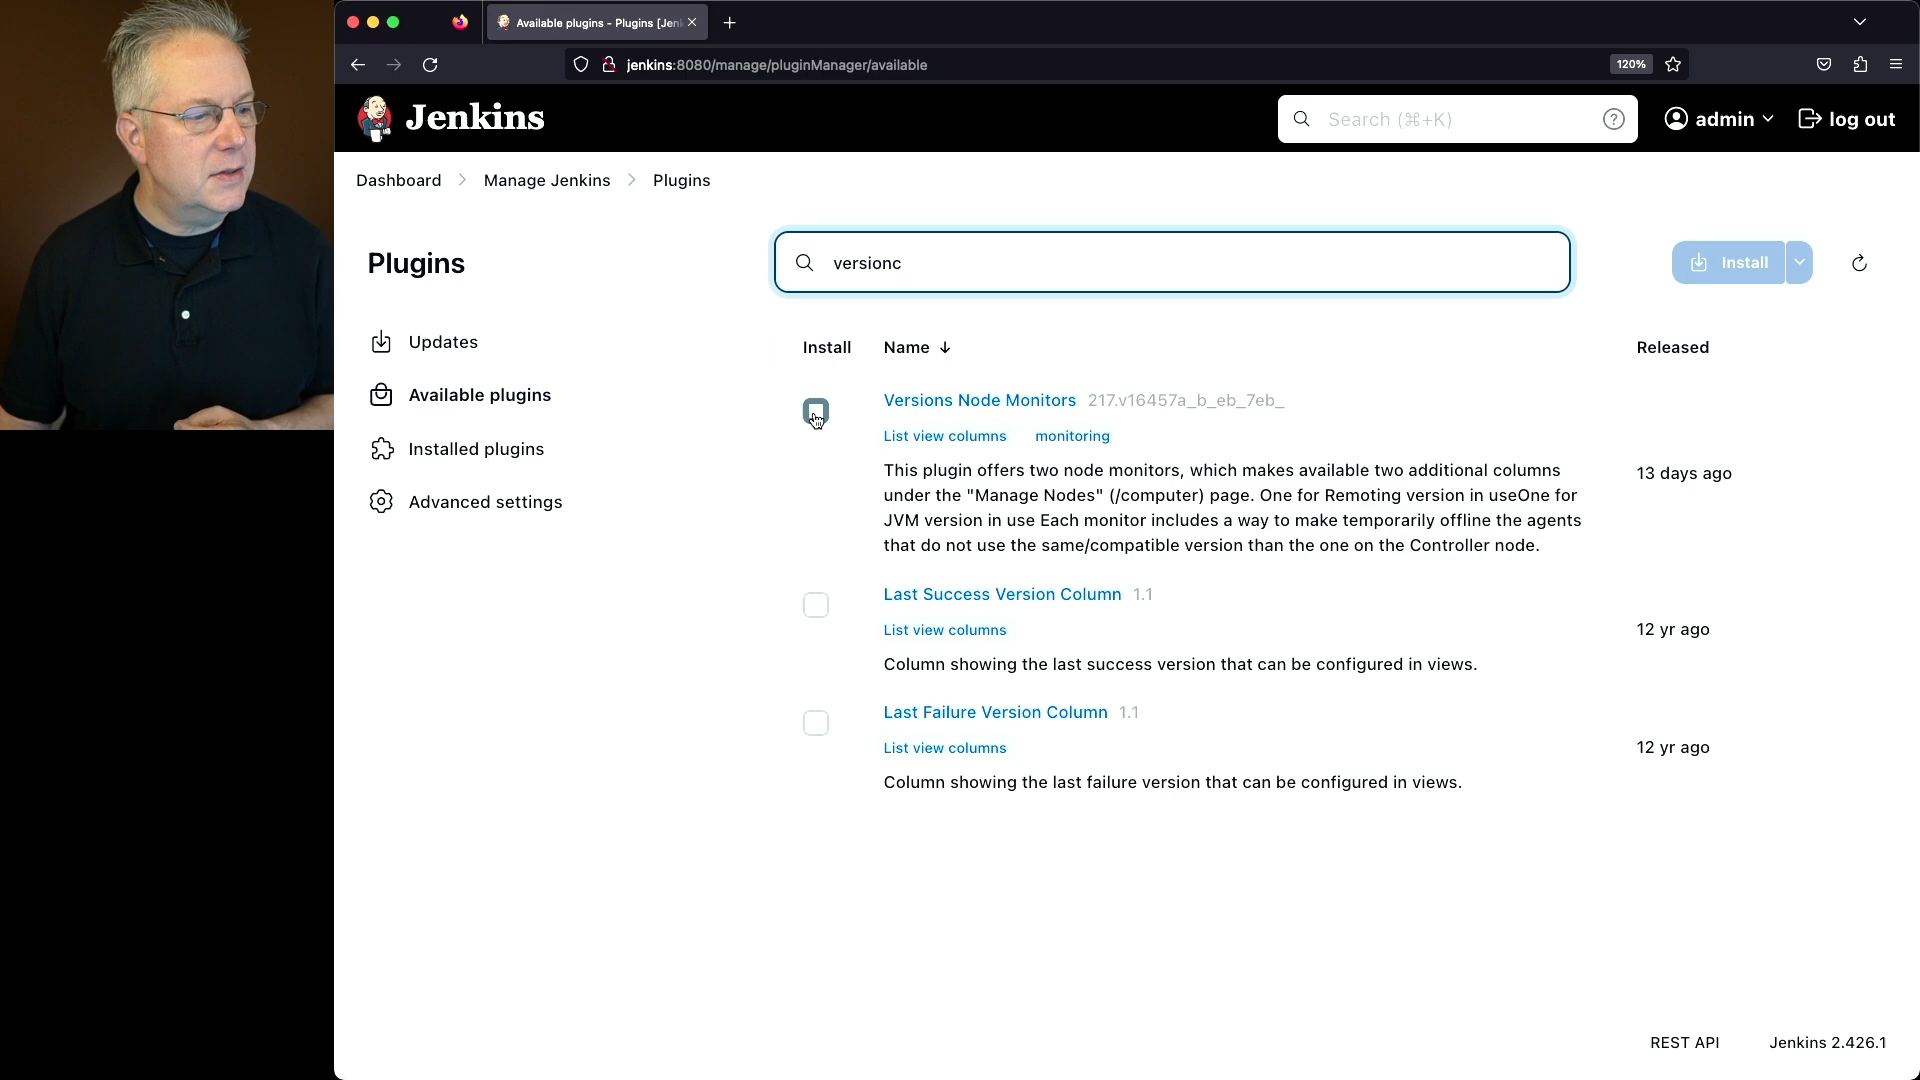 Available plugins - Plugins [Jen
jenkins:8080/manage/pluginManager/available
120%
Jenkins
Search (⌘+K)
admin
log out
Dashboard
Manage Jenkins
Plugins
Plugins
versionc
Install
Updates
Available plugins
Installed plugins
Advanced settings
Install
Name
Released
Versions Node Monitors 217.v16457a_b_eb_7eb_
List view columns monitoring
This plugin offers two node monitors, which makes available two additional columns
under the "Manage Nodes" (/computer) page. One for Remoting version in useOne for
JVM version in use Each monitor includes a way to make temporarily offline the agents
that do not use the same/compatible version than the one on the Controller node.
13 days ago
Last Success Version Column 1.1
List view columns
Column showing the last success version that can be configured in views.
12 yr ago
Last Failure Version Column 1.1
List view columns
Column showing the last failure version that can be configured in views.
12 yr ago
REST API
Jenkins 2.426.1